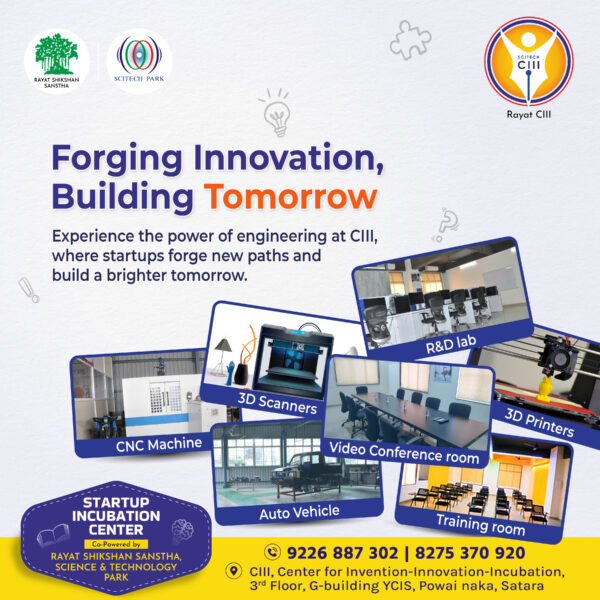 RAYAT SHIKSHAN
SANSTHA
SCITECH PARK
SCITECH
CIII
Rayat CIII
Forging Innovation,
Building Tomorrow
Experience the power of engineering at CIII,
where startups forge new paths and
build a brighter tomorrow.
R&D lab
3D Scanners
3D Printers
CNC Machine
Video Conference room
Auto Vehicle
Training room
STARTUP
INCUBATION
CENTER
Co-Powered by
RAYAT SHIKSHAN SANSTHA,
SCIENCE & TECHNOLOGY
PARK
9226 887 302 | 8275 370 920
CIII, Center for Invention-Innovation-Incubation,
3rd Floor, G-building YCIS, Powai naka, Satara